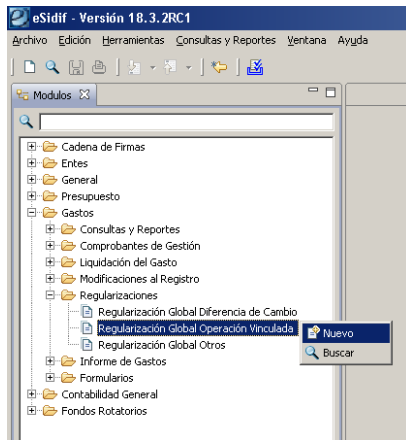 eSidif - Versión 18.3.2RC1
Archivo Edición Herramientas Consultas y Reportes Ventana Ayuda
Modulos
Cadena de Firmas
Entes
General
Presupuesto
Gastos
Consultas y Reportes
Comprobantes de Gestión
Liquidación del Gasto
Modificaciones al Registro
Regularizaciones
Regularización Global Diferencia de Cambio
Regularización Global Operación Vinculada
Nuevo
Regularización Global Otros
Buscar
Informe de Gastos
Formularios
Contabilidad General
Fondos Rotatorios